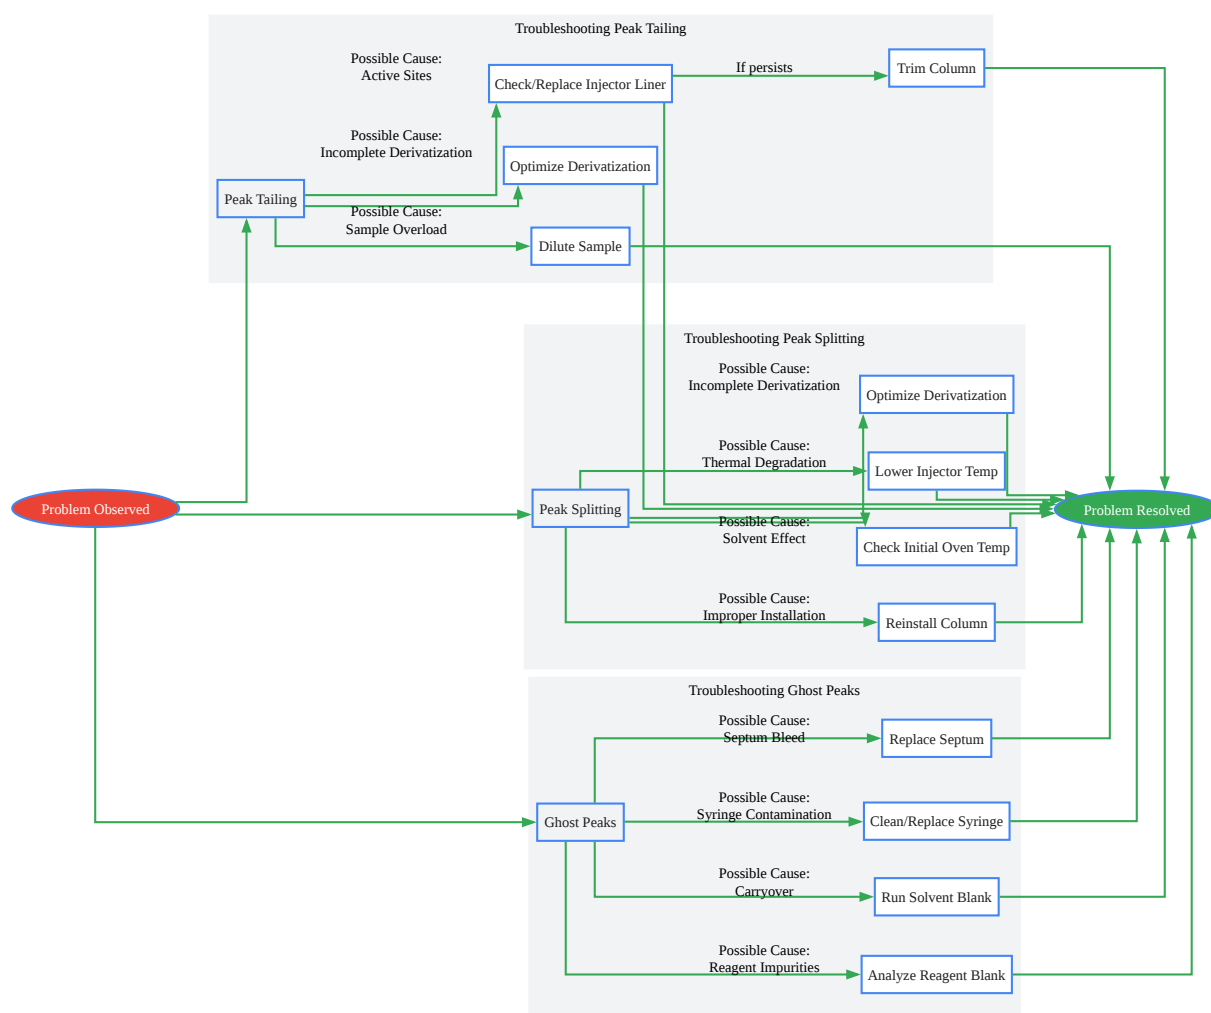 Troubleshooting Peak Tailing
Possible Cause:
Active Sites
Check/Replace Injector Liner
If persists
Trim Column
Possible Cause:
Incomplete Derivatization
Optimize Derivatization
Peak Tailing
Possible Cause:
Sample Overload
Dilute Sample
Troubleshooting Peak Splitting
Possible Cause:
Incomplete Derivatization
Optimize Derivatization
Possible Cause:
Thermal Degradation
Lower Injector Temp
Problem Observed
Peak Splitting
Problem Resolved
Possible Cause:
Solvent Effect
Check Initial Oven Temp
Possible Cause:
Improper Installation
Reinstall Column
Troubleshooting Ghost Peaks
Possible Cause:
Septum Bleed
Replace Septum
Ghost Peaks
Possible Cause:
Syringe Contamination
Clean/Replace Syringe
Possible Cause:
Carryover
Run Solvent Blank
Possible Cause:
Reagent Impurities
Analyze Reagent Blank